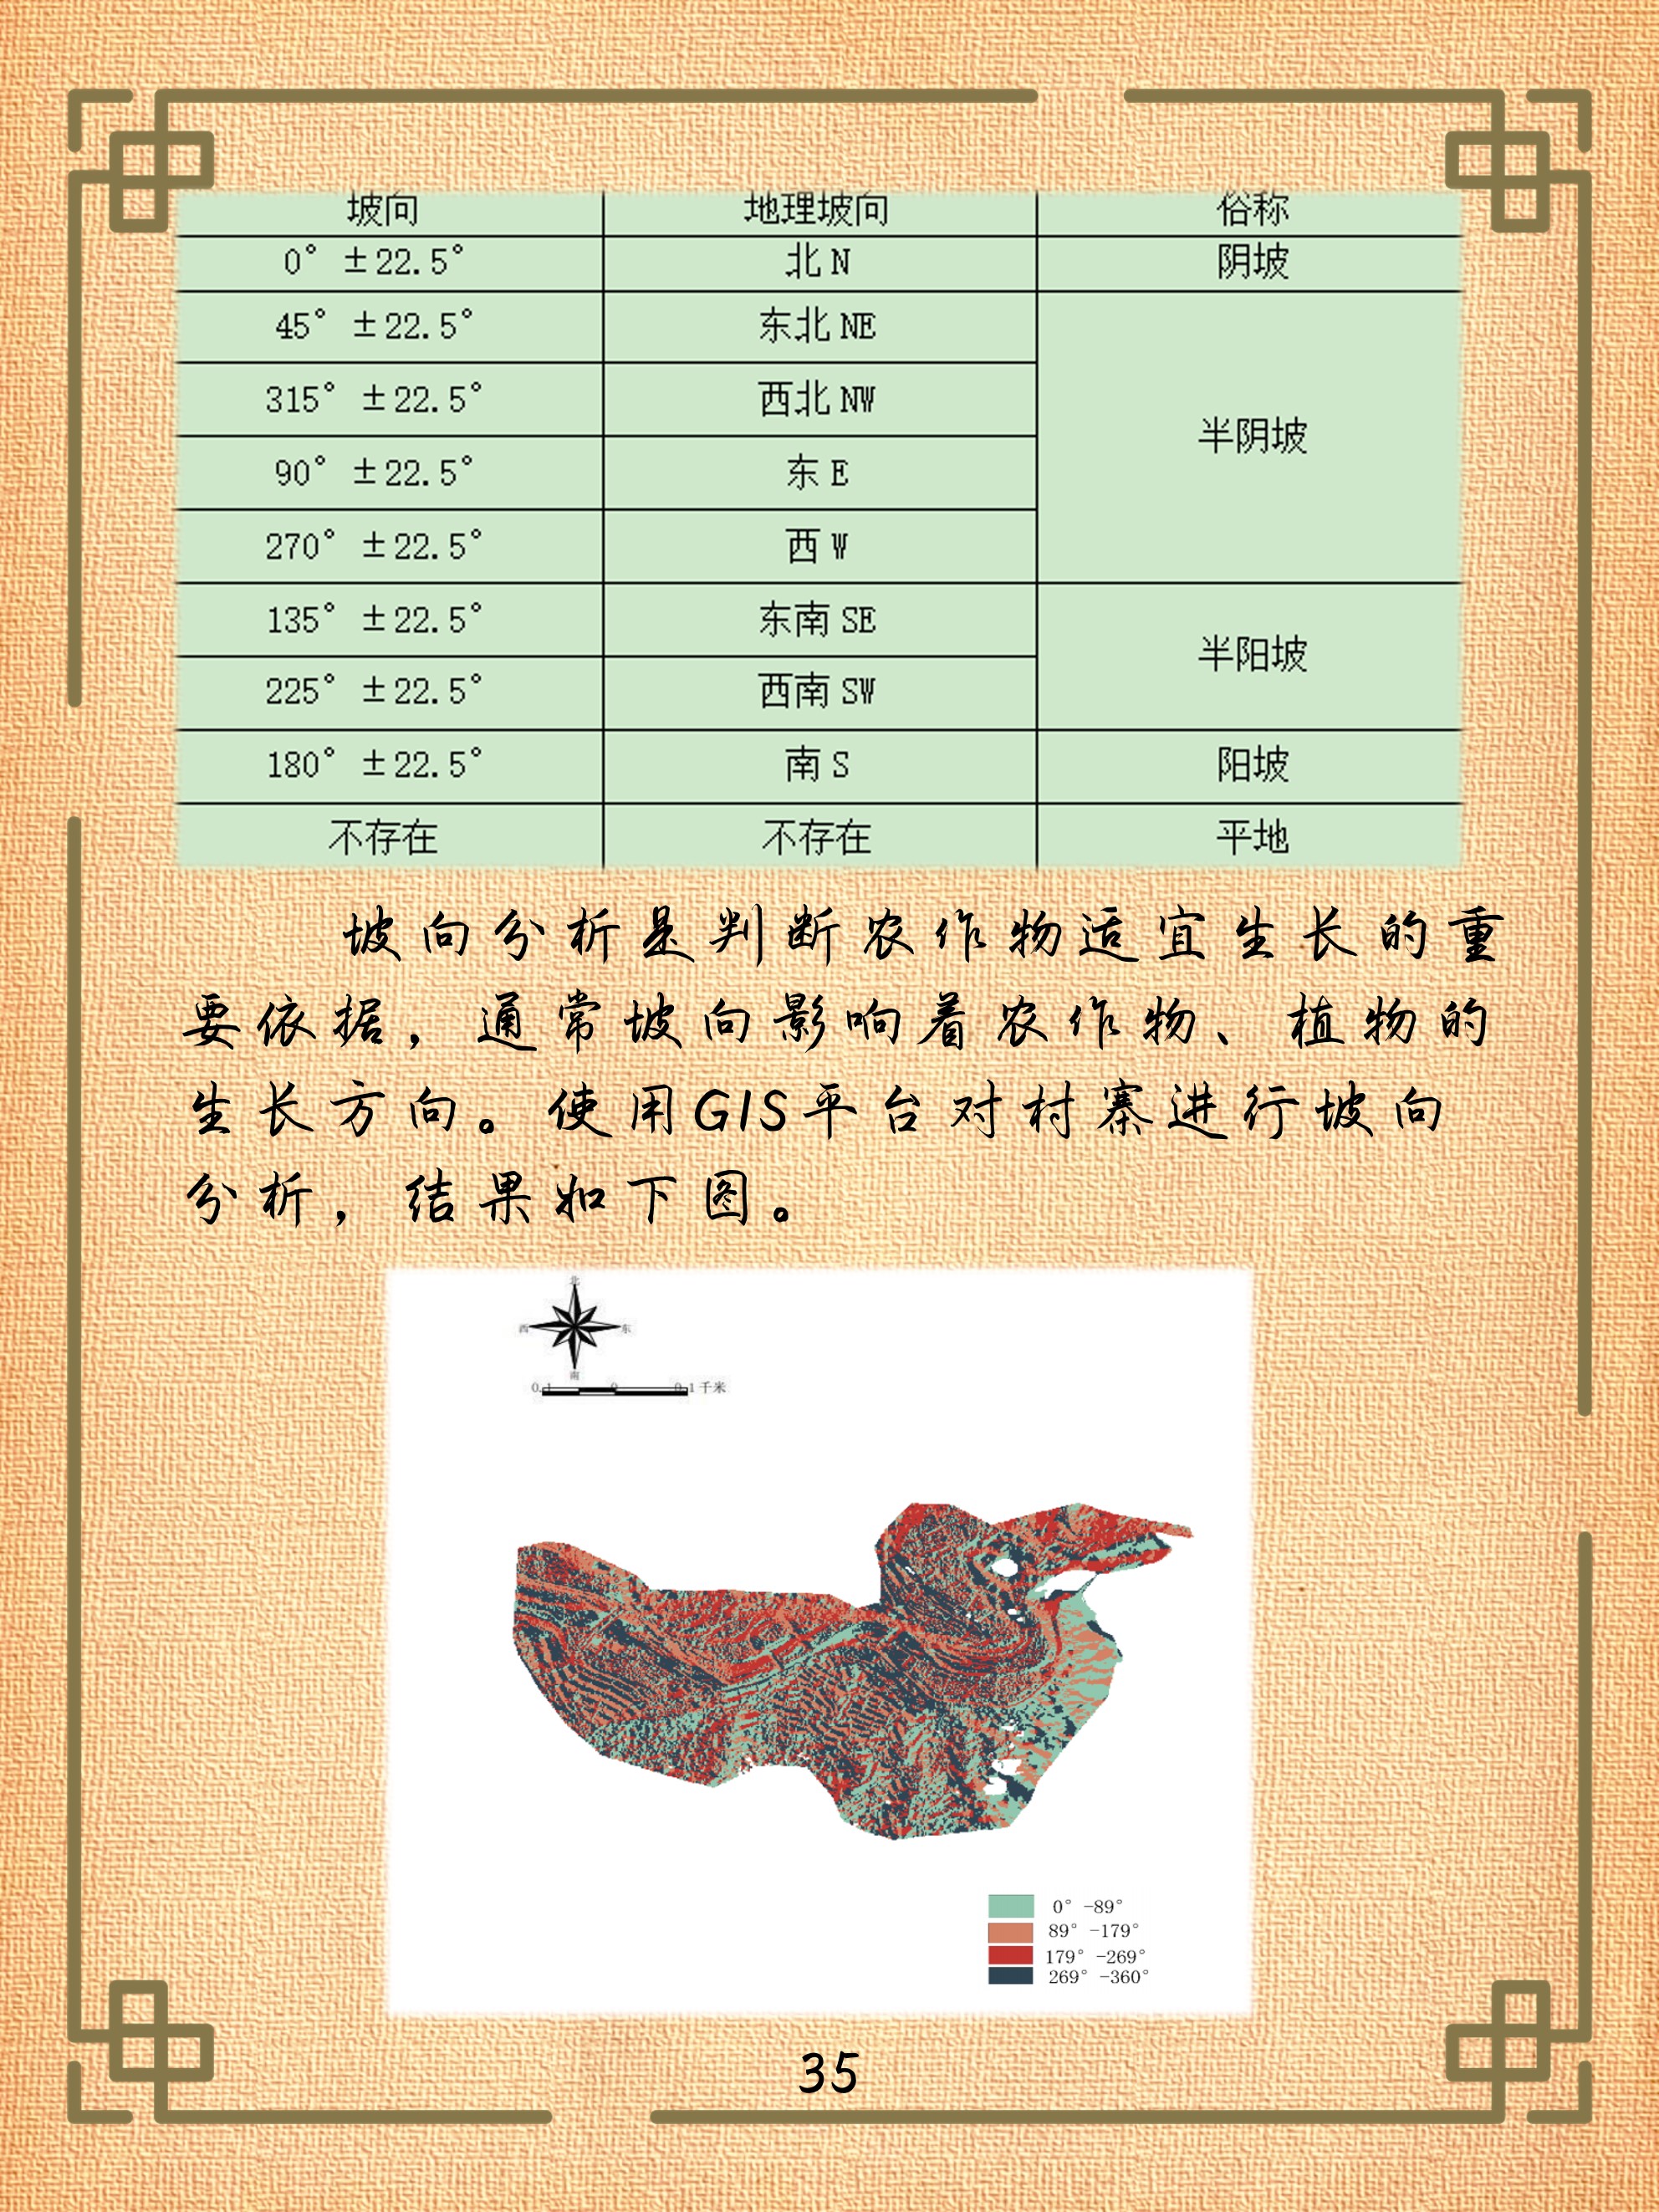 坡向 地理坡向 俗称
0° ±22.5° 北 N 阴坡
45° ±22.5° 东北 NE
315° ±22.5° 西北 NW
半阴坡
90° ±22.5° 东 E
270° ±22.5° 西 W
135° ±22.5° 东南 SE
半阳坡
225° ±22.5° 西南 SW
180° ±22.5° 南 S 阳坡
不存在 不存在 平地
坡向分析是判断农作物适宜生长的重
要依据，通常坡向影响着农作物、植物的
生长方向。使用GIS平台对村寨进行坡向
分析，结果如下图。
北
西 东
南
0.1 0 0.1 千米
0° -89°
89° -179°
179° -269°
269° -360°
35